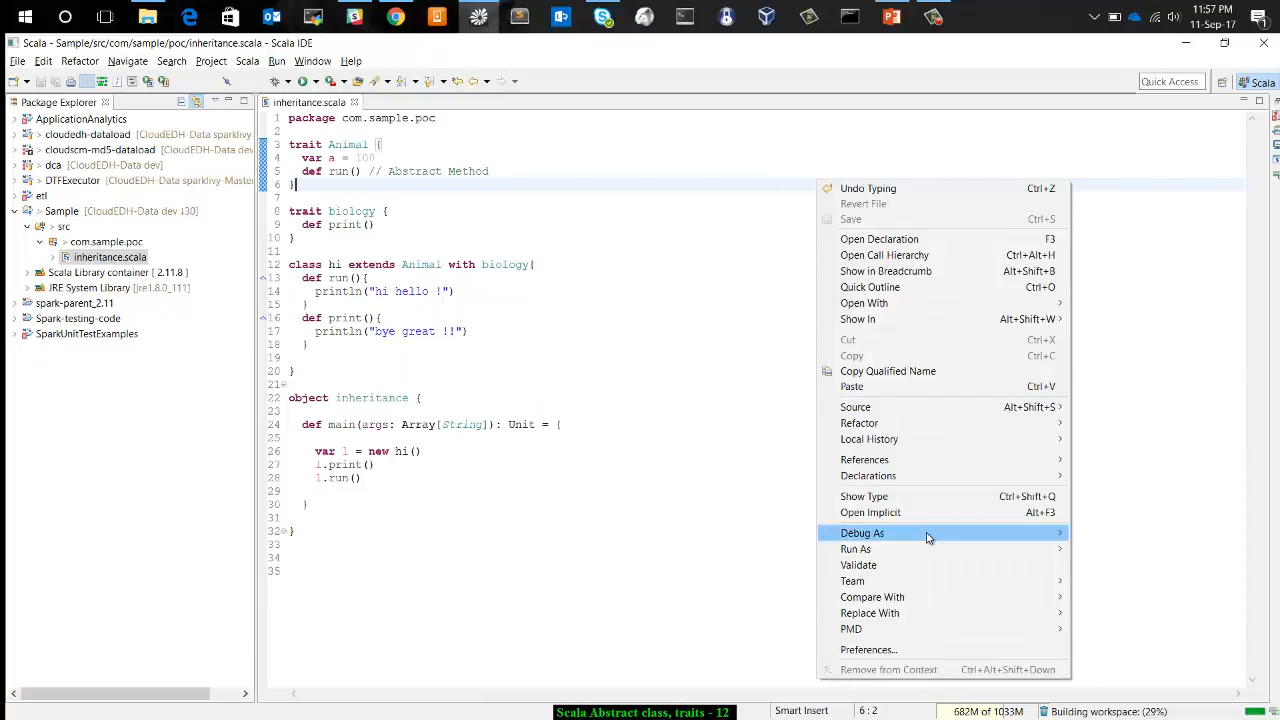 11:57 PM
11-Sep-17
Scala - Sample/src/com/sample/poc/inheritance.scala - Scala IDE
File Edit Refactor Navigate Search Project Scala Run Window Help
Quick Access
Scala
Package Explorer
ApplicationAnalytics
> cloudedh-dataload [CloudEDH-Data sparklivy
> cloudscm-md5-dataload [CloudEDH-Data dev]
> dca [CloudEDH-Data dev]
> DTFExecutor [CloudEDH-Data sparklivy-Master
etl
> Sample [CloudEDH-Data dev ↓30]
> src
> com.sample.poc
inheritance.scala
Scala Library container [ 2.11.8 ]
JRE System Library [jre1.8.0_111]
spark-parent_2.11
Spark-testing-code
SparkUnitTestExamples
inheritance.scala
1 package com.sample.poc
2
3 trait Animal {
4 var a = 100
5 def run() // Abstract Method
6 }
7
8 trait biology {
9 def print()
10 }
11
12 class hi extends Animal with biology{
13 def run(){
14 println("hi hello !")
15 }
16 def print(){
17 println("bye great !!")
18 }
19
20 }
21
22 object inheritance {
23
24 def main(args: Array[String]): Unit = {
25
26 var l = new hi()
27 l.print()
28 l.run()
29
30 }
31
32 }
33
34
35
Undo Typing Ctrl+Z
Revert File
Save Ctrl+S
Open Declaration F3
Open Call Hierarchy Ctrl+Alt+H
Show in Breadcrumb Alt+Shift+B
Quick Outline Ctrl+O
Open With
Show In Alt+Shift+W
Cut Ctrl+X
Copy Ctrl+C
Copy Qualified Name
Paste Ctrl+V
Source Alt+Shift+S
Refactor
Local History
References
Declarations
Show Type Ctrl+Shift+Q
Open Implicit Alt+F3
Debug As
Run As
Validate
Team
Compare With
Replace With
PMD
Preferences...
Remove from Context Ctrl+Alt+Shift+Down
Scala Abstract class, traits - 12
Smart Insert
6 : 2